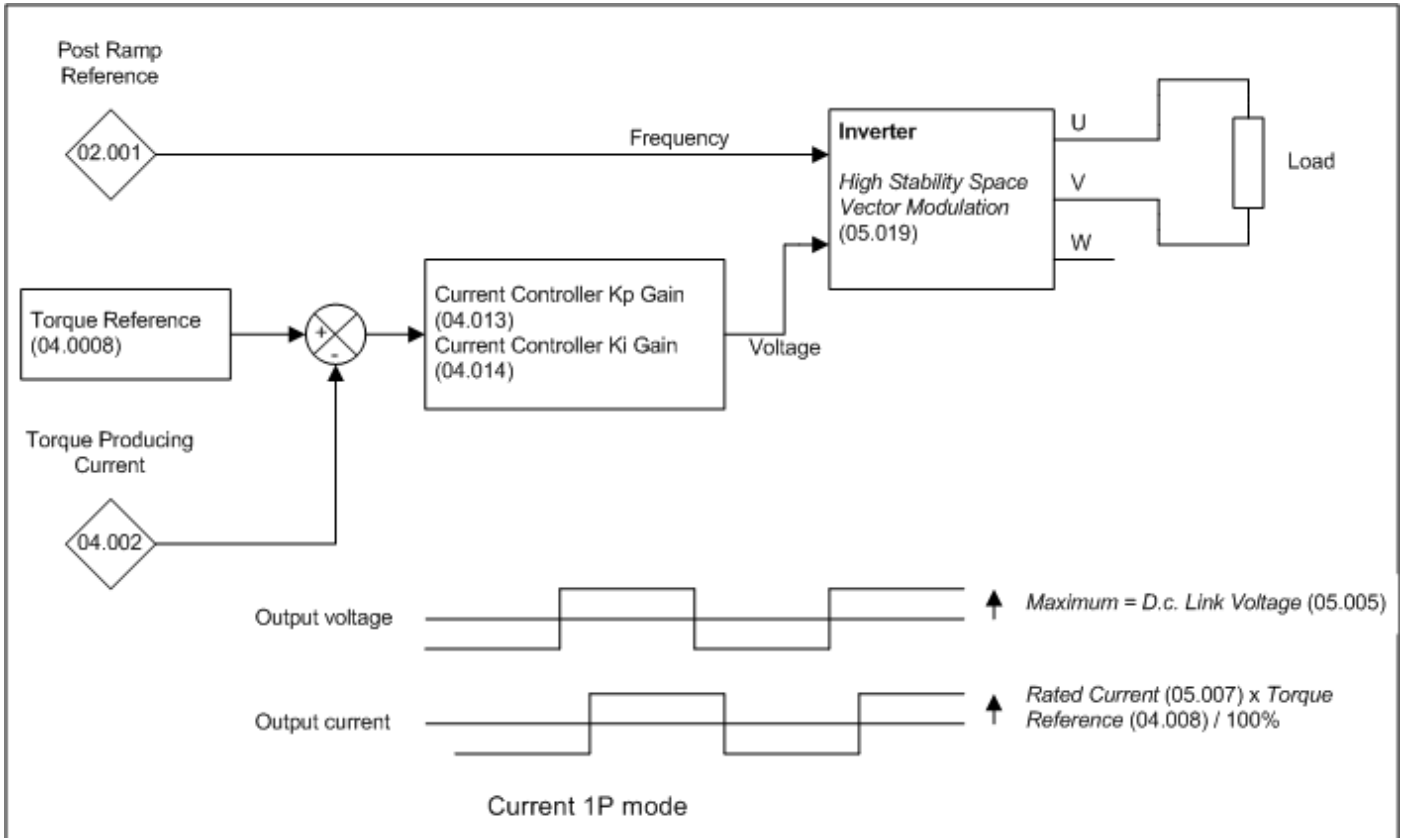 Post Ramp
Reference
02.001
Frequency
Inverter
High Stability Space
Vector Modulation
(05.019)
U
V
W
Load
Torque Reference
(04.0008)
+
-
Current Controller Kp Gain
(04.013)
Current Controller Ki Gain
(04.014)
Voltage
Torque Producing
Current
04.002
Output voltage
Maximum = D.c. Link Voltage (05.005)
Output current
Rated Current (05.007) x Torque
Reference (04.008) / 100%
Current 1P mode